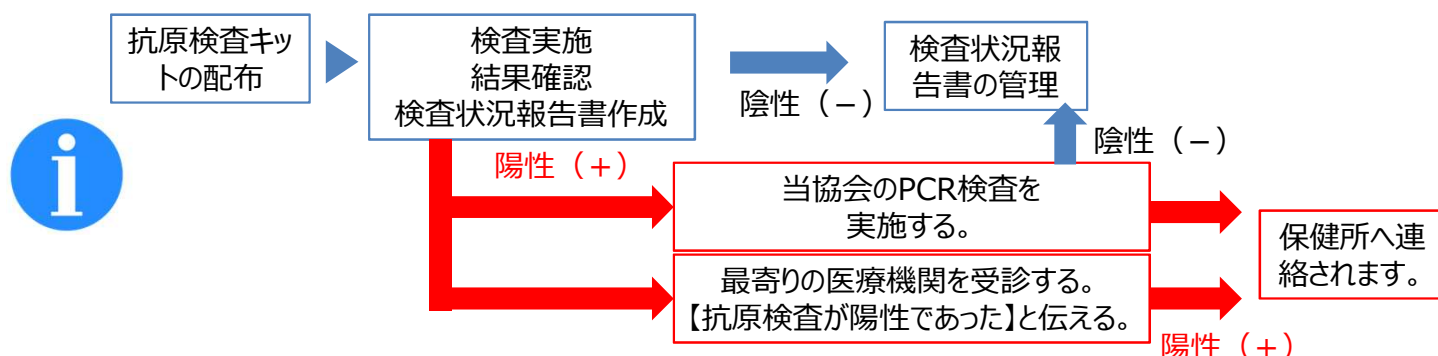 抗原検査キッ
トの配布
検査実施
結果確認
検査状況報告書作成
陰性（－）
検査状況報
告書の管理
陰性（－）
陽性（＋）
当協会のPCR検査を
実施する。
最寄りの医療機関を受診する。
【抗原検査が陽性であった】と伝える。
保健所へ連
絡されます。
陽性（＋）